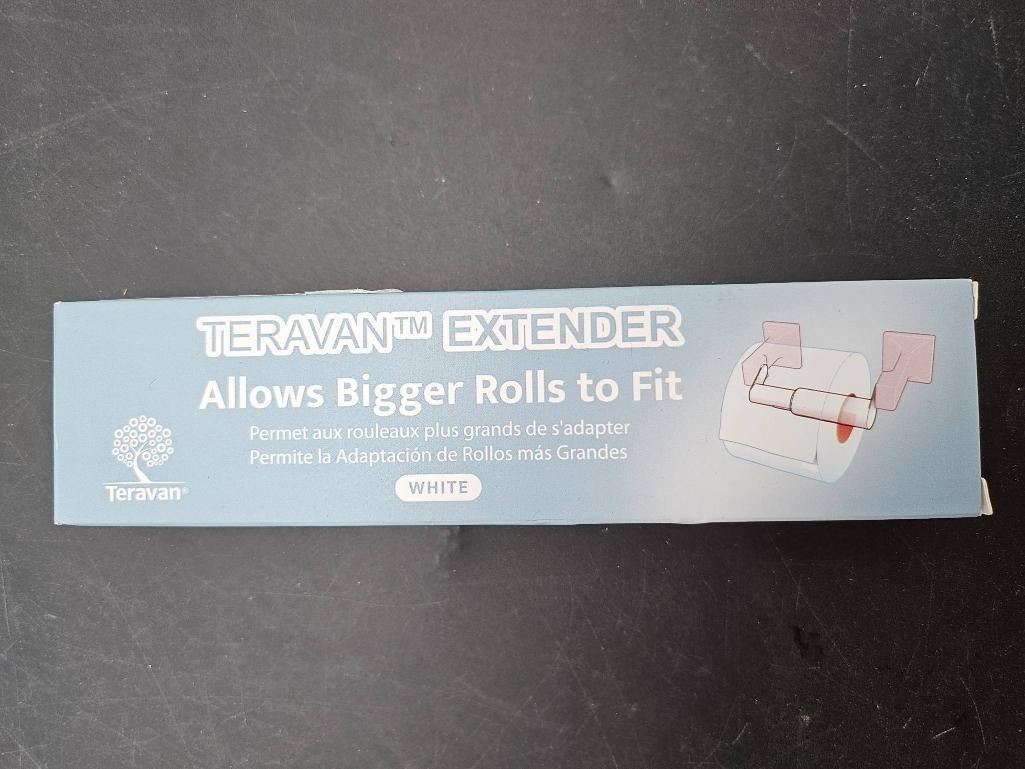 TERAVAN™ EXTENDER
Allows Bigger Rolls to Fit
Permet aux rouleaux plus grands de s'adapter
Permite la Adaptación de Rollos más Grandes
WHITE
Teravan®